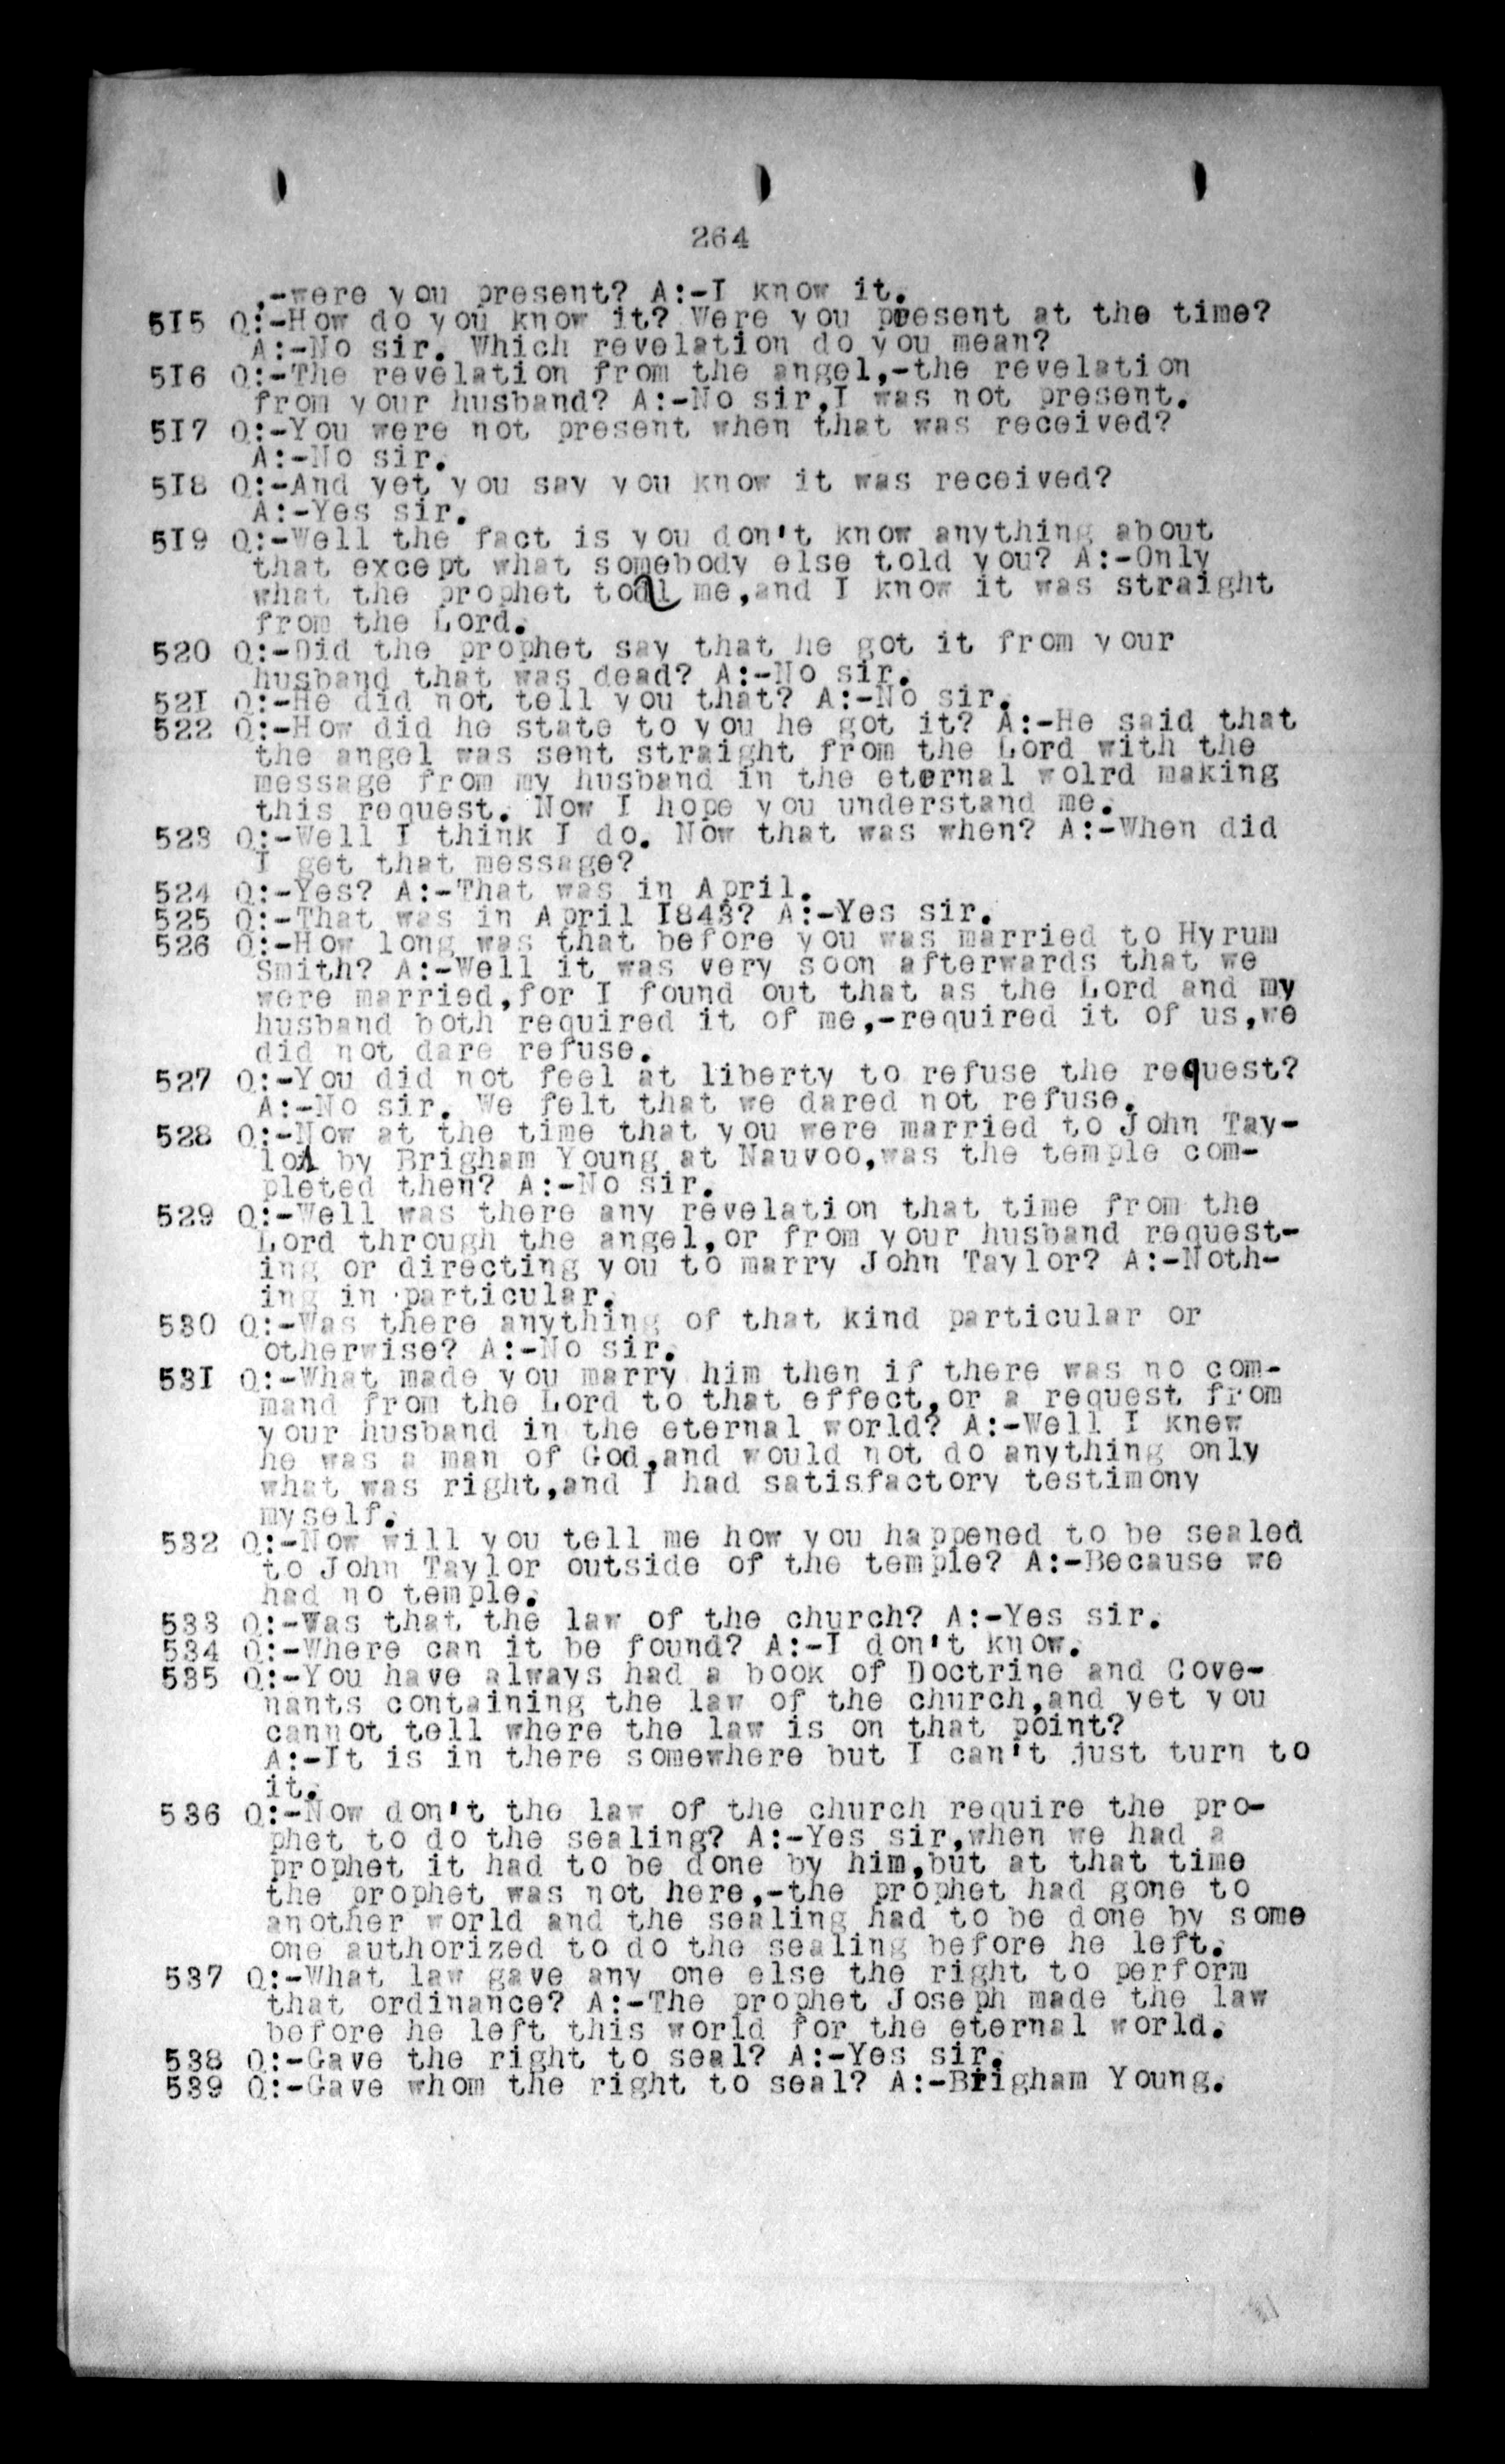 264
,-were you present? A:-I know it.
515 Q:-How do you know it? Were you present at the time?
A:-No sir. Which revelation do you mean?
516 Q:-The revelation from the angel,-the revelation
from your husband? A:-No sir,I was not present.
517 Q:-You were not present when that was received?
A:-No sir.
518 Q:-And yet you say you know it was received?
A:-Yes sir.
519 Q:-Well the fact is you don't know anything about
that except what somebody else told you? A:-Only
what the prophet told me,and I know it was straight
from the Lord.
520 Q:-Did the prophet say that he got it from your
husband that was dead? A:-No sir.
521 Q:-He did not tell you that? A:-No sir.
522 Q:-How did he state to you he got it? A:-He said that
the angel was sent straight from the Lord with the
message from my husband in the eternal wolrd making
this request. Now I hope you understand me.
523 Q:-Well I think I do. Now that was when? A:-When did
I get that message?
524 Q:-Yes? A:-That was in April.
525 Q:-That was in April 1843? A:-Yes sir.
526 Q:-How long was that before you was married to Hyrum
Smith? A:-Well it was very soon afterwards that we
were married,for I found out that as the Lord and my
husband both required it of me,-required it of us,we
did not dare refuse.
527 Q:-You did not feel at liberty to refuse the request?
A:-No sir. We felt that we dared not refuse.
528 Q:-Now at the time that you were married to John Tay-
lor by Brigham Young at Nauvoo,was the temple com-
pleted then? A:-No sir.
529 Q:-Well was there any revelation that time from the
Lord through the angel,or from your husband request-
ing or directing you to marry John Taylor? A:-Noth-
ing in particular.
530 Q:-Was there anything of that kind particular or
otherwise? A:-No sir.
531 Q:-What made you marry him then if there was no com-
mand from the Lord to that effect,or a request from
your husband in the eternal world? A:-Well I knew
he was a man of God,and would not do anything only
what was right,and I had satisfactory testimony
myself.
532 Q:-Now will you tell me how you happened to be sealed
to John Taylor outside of the temple? A:-Because we
had no temple.
533 Q:-Was that the law of the church? A:-Yes sir.
534 Q:-Where can it be found? A:-I don't know.
535 Q:-You have always had a book of Doctrine and Cove-
nants containing the law of the church,and yet you
cannot tell where the law is on that point?
A:-It is in there somewhere but I can't just turn to
it.
536 Q:-Now don't the law of the church require the pro-
phet to do the sealing? A:-Yes sir,when we had a
prophet it had to be done by him,but at that time
the prophet was not here,-the prophet had gone to
another world and the sealing had to be done by some
one authorized to do the sealing before he left.
537 Q:-What law gave any one else the right to perform
that ordinance? A:-The prophet Joseph made the law
before he left this world for the eternal world.
538 Q:-Gave the right to seal? A:-Yes sir.
539 Q:-Gave whom the right to seal? A:-Brigham Young.